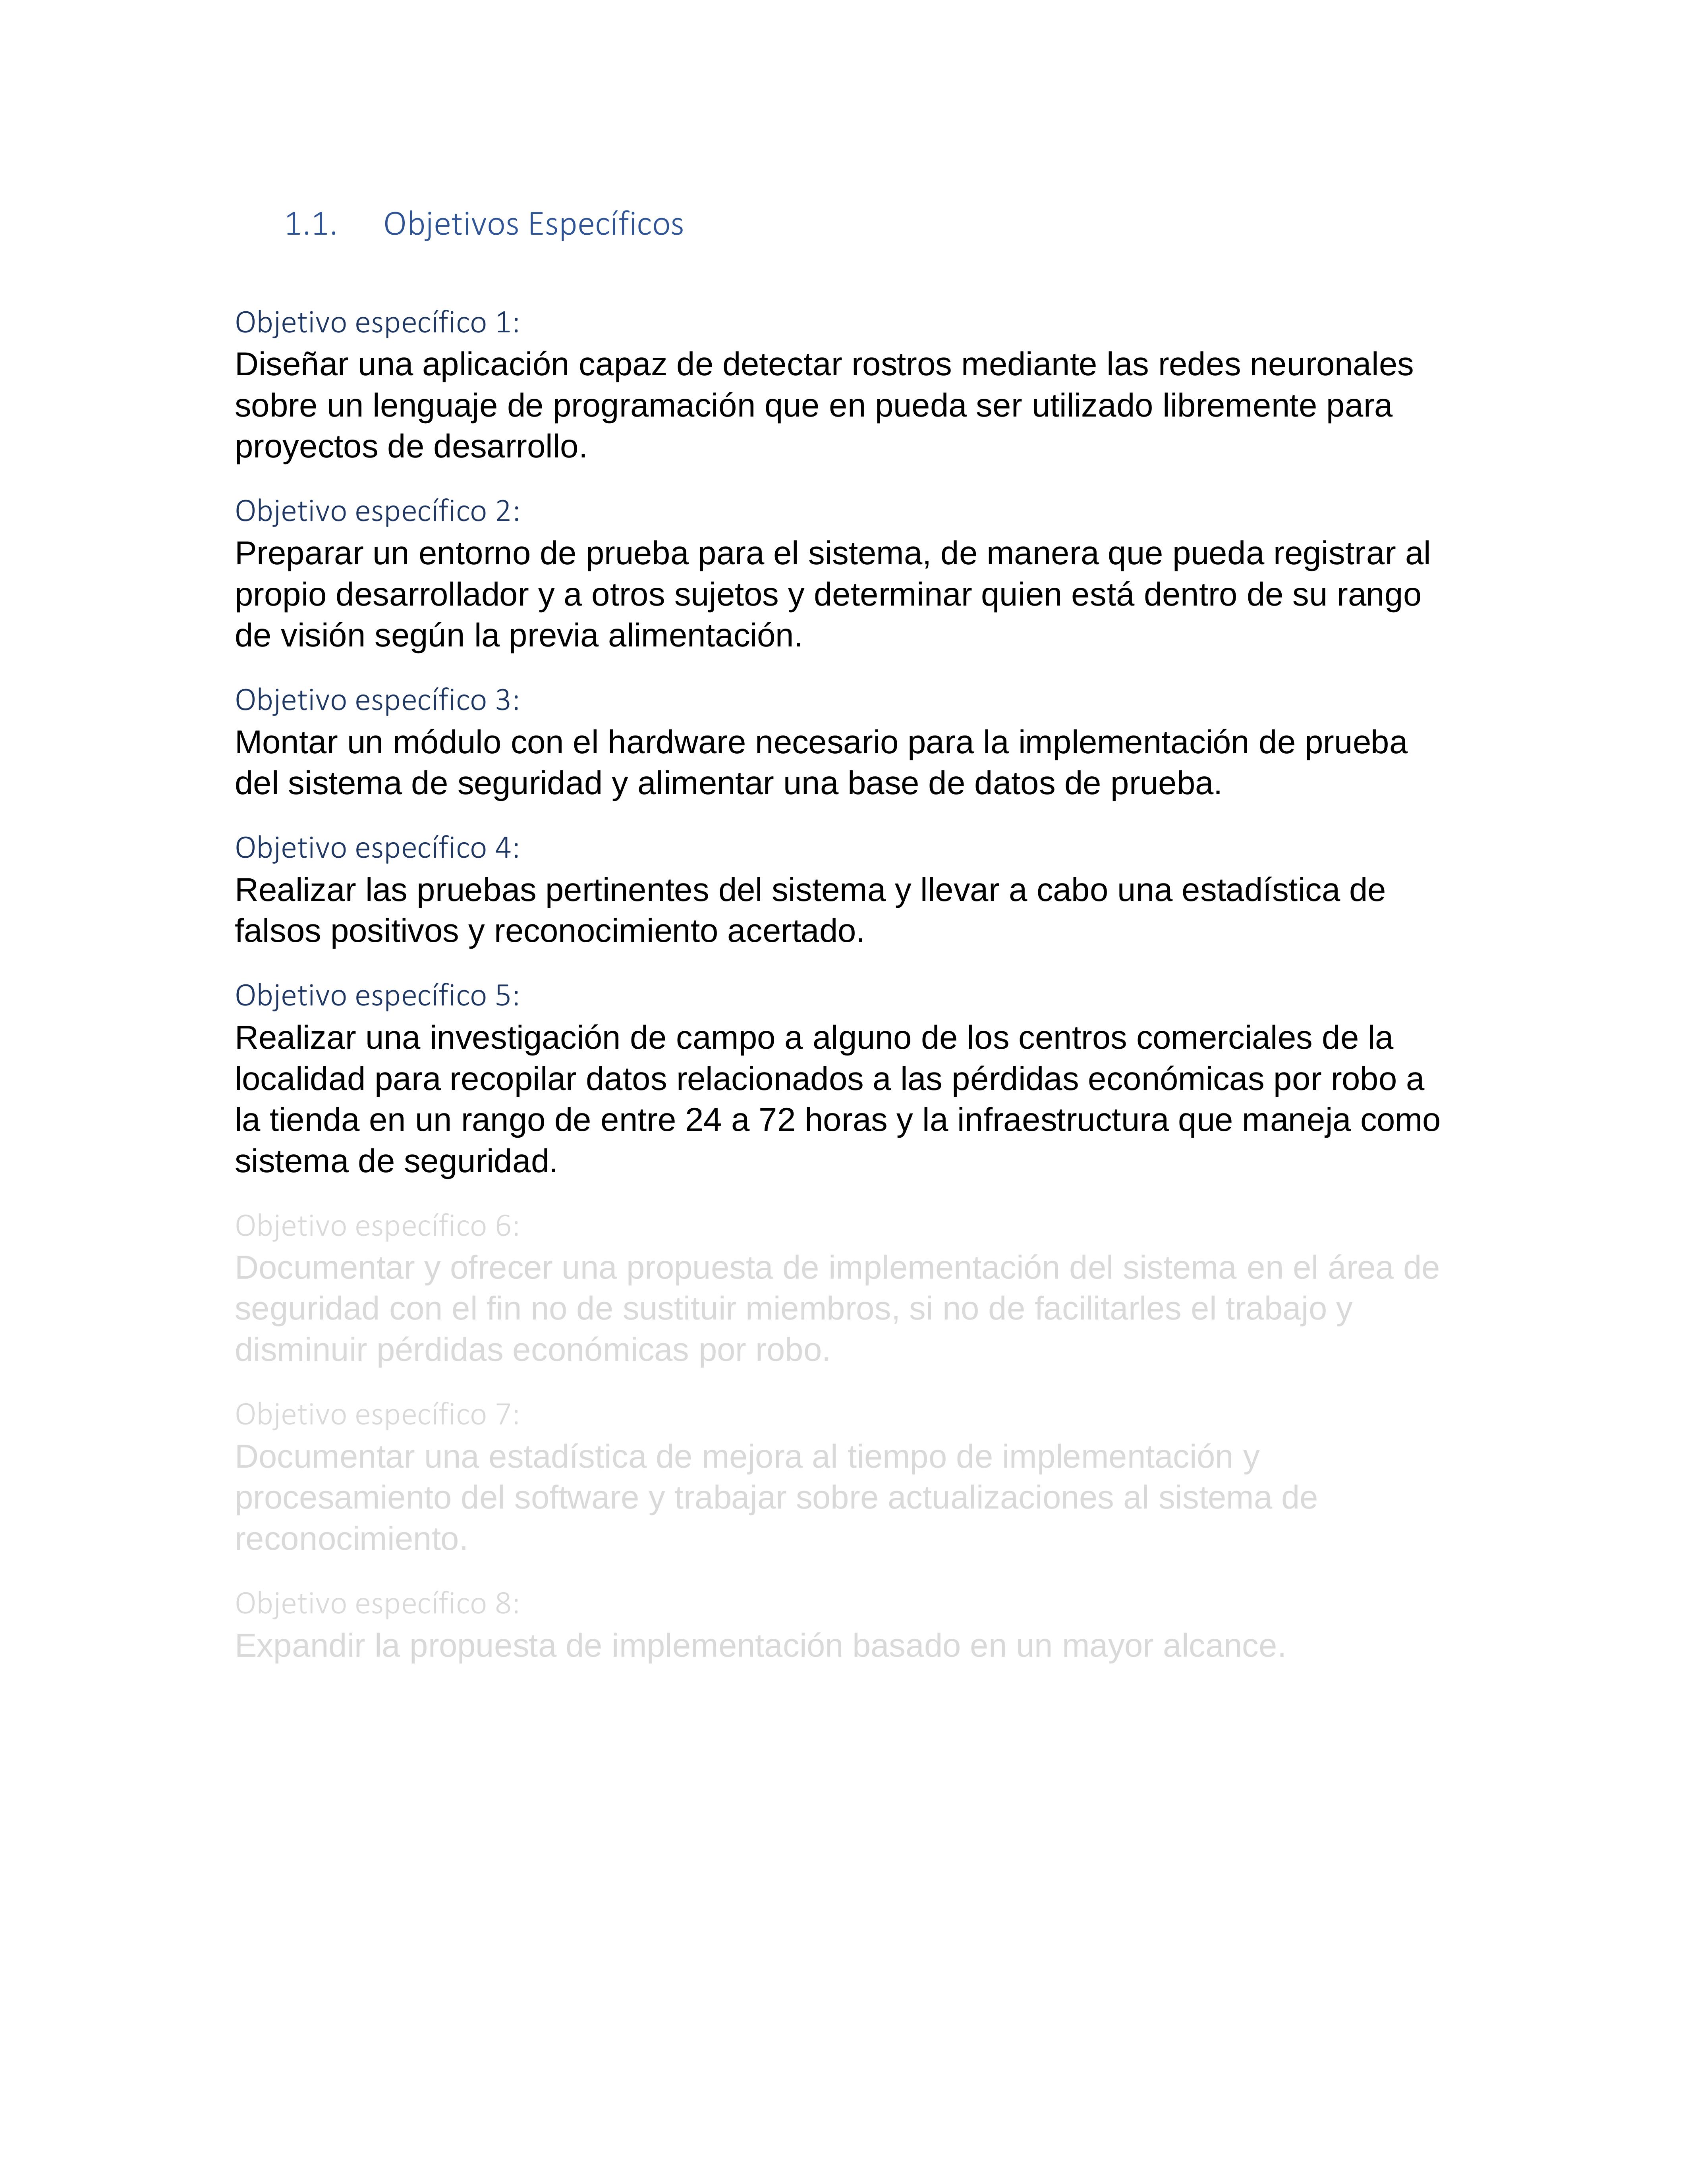 1.1. Objetivos Específicos
Objetivo específico 1:
Diseñar una aplicación capaz de detectar rostros mediante las redes neuronales
sobre un lenguaje de programación que en pueda ser utilizado libremente para
proyectos de desarrollo.
Objetivo específico 2:
Preparar un entorno de prueba para el sistema, de manera que pueda registrar al
propio desarrollador y a otros sujetos y determinar quien está dentro de su rango
de visión según la previa alimentación.
Objetivo específico 3:
Montar un módulo con el hardware necesario para la implementación de prueba
del sistema de seguridad y alimentar una base de datos de prueba.
Objetivo específico 4:
Realizar las pruebas pertinentes del sistema y llevar a cabo una estadística de
falsos positivos y reconocimiento acertado.
Objetivo específico 5:
Realizar una investigación de campo a alguno de los centros comerciales de la
localidad para recopilar datos relacionados a las pérdidas económicas por robo a
la tienda en un rango de entre 24 a 72 horas y la infraestructura que maneja como
sistema de seguridad.
Objetivo específico 6:
Documentar y ofrecer una propuesta de implementación del sistema en el área de
seguridad con el fin no de sustituir miembros, si no de facilitarles el trabajo y
disminuir pérdidas económicas por robo.
Objetivo específico 7:
Documentar una estadística de mejora al tiempo de implementación y
procesamiento del software y trabajar sobre actualizaciones al sistema de
reconocimiento.
Objetivo específico 8:
Expandir la propuesta de implementación basado en un mayor alcance.